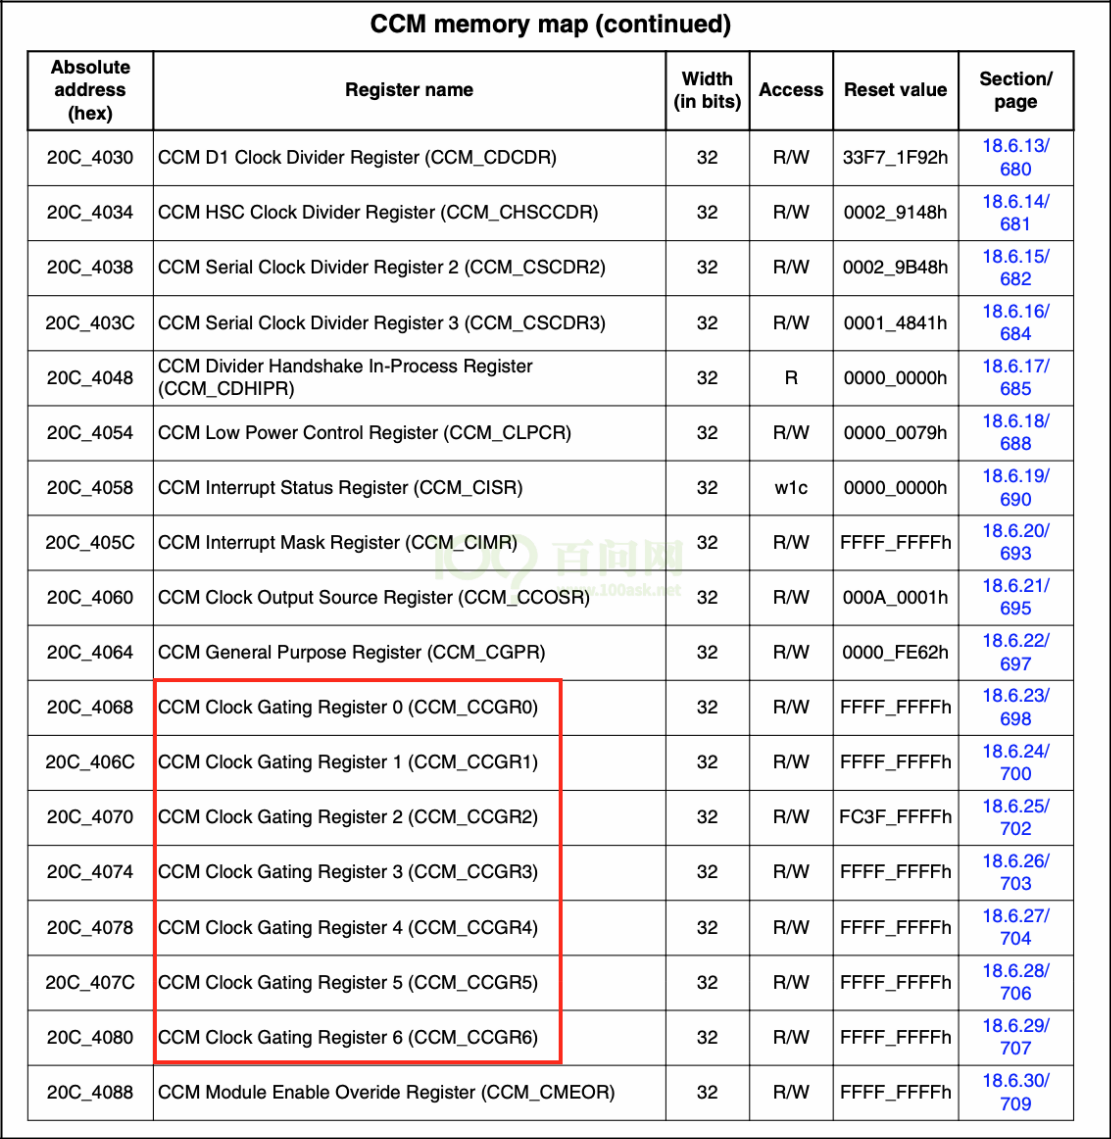 CCM memory map (continued)
Absolute address (hex) Register name Width (in bits) Access Reset value Section/ page
20C_4030 CCM D1 Clock Divider Register (CCM_CDCDR) 32 R/W 33F7_1F92h 18.6.13/ 680
20C_4034 CCM HSC Clock Divider Register (CCM_CHSCCDR) 32 R/W 0002_9148h 18.6.14/ 681
20C_4038 CCM Serial Clock Divider Register 2 (CCM_CSCDR2) 32 R/W 0002_9B48h 18.6.15/ 682
20C_403C CCM Serial Clock Divider Register 3 (CCM_CSCDR3) 32 R/W 0001_4841h 18.6.16/ 684
20C_4048 CCM Divider Handshake In-Process Register (CCM_CDHIPR) 32 R 0000_0000h 18.6.17/ 685
20C_4054 CCM Low Power Control Register (CCM_CLPCR) 32 R/W 0000_0079h 18.6.18/ 688
20C_4058 CCM Interrupt Status Register (CCM_CISR) 32 w1c 0000_0000h 18.6.19/ 690
20C_405C CCM Interrupt Mask Register (CCM_CIMR) 32 R/W FFFF_FFFFh 18.6.20/ 693
百问网
www.100ask.net
20C_4060 CCM Clock Output Source Register (CCM_CCOSR) 32 R/W 000A_0001h 18.6.21/ 695
20C_4064 CCM General Purpose Register (CCM_CGPR) 32 R/W 0000_FE62h 18.6.22/ 697
20C_4068 CCM Clock Gating Register 0 (CCM_CCGR0) 32 R/W FFFF_FFFFh 18.6.23/ 698
20C_406C CCM Clock Gating Register 1 (CCM_CCGR1) 32 R/W FFFF_FFFFh 18.6.24/ 700
20C_4070 CCM Clock Gating Register 2 (CCM_CCGR2) 32 R/W FC3F_FFFFh 18.6.25/ 702
20C_4074 CCM Clock Gating Register 3 (CCM_CCGR3) 32 R/W FFFF_FFFFh 18.6.26/ 703
20C_4078 CCM Clock Gating Register 4 (CCM_CCGR4) 32 R/W FFFF_FFFFh 18.6.27/ 704
20C_407C CCM Clock Gating Register 5 (CCM_CCGR5) 32 R/W FFFF_FFFFh 18.6.28/ 706
20C_4080 CCM Clock Gating Register 6 (CCM_CCGR6) 32 R/W FFFF_FFFFh 18.6.29/ 707
20C_4088 CCM Module Enable Overide Register (CCM_CMEOR) 32 R/W FFFF_FFFFh 18.6.30/ 709